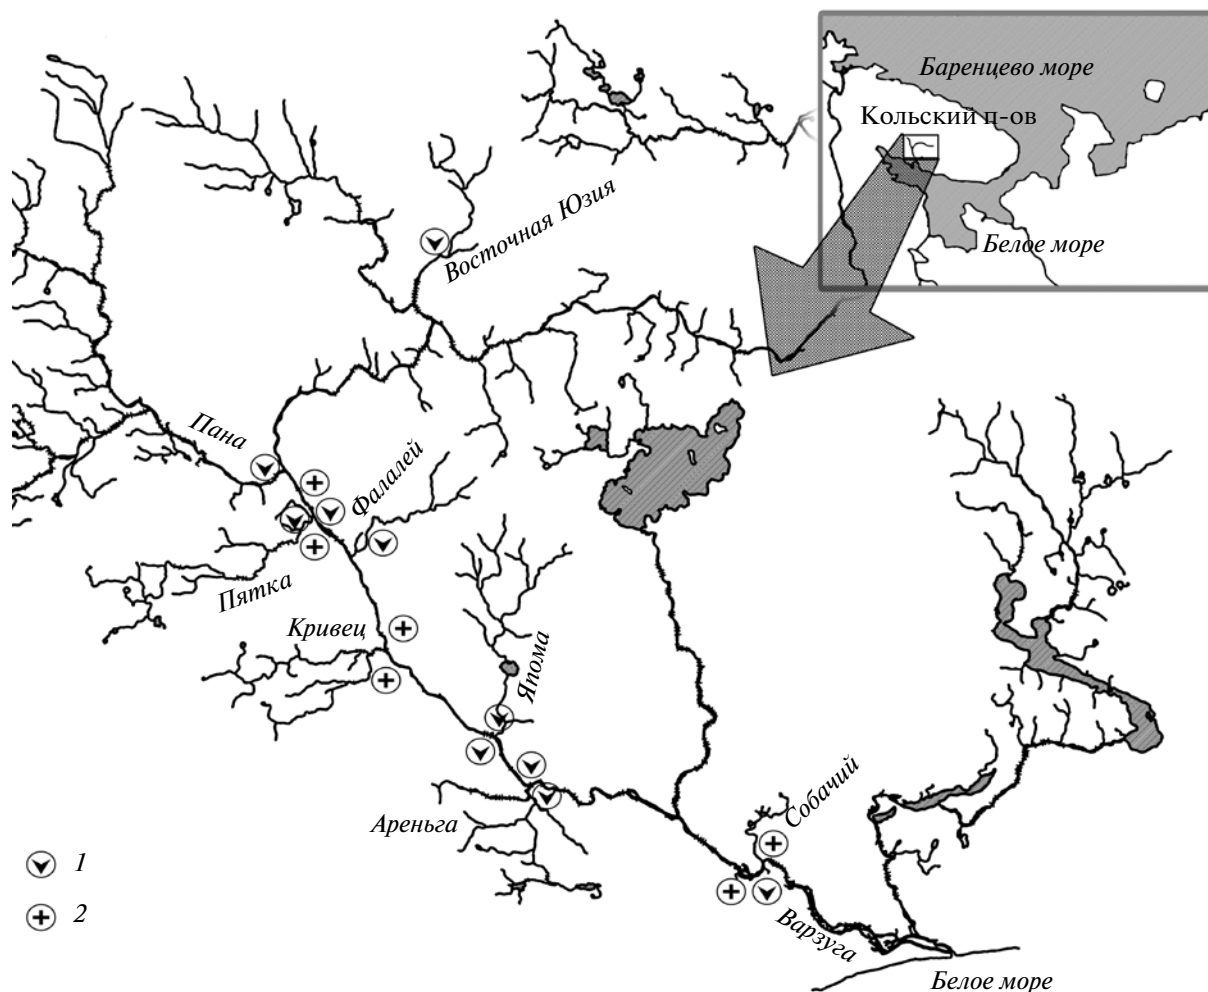 Баренцево море
Кольский п-ов
Белое море
Восточная Юзия
Пана
Фалалей
Пятка
Кривец
Япома
Ареньга
Собачий
Варзуга
Белое море
1
2